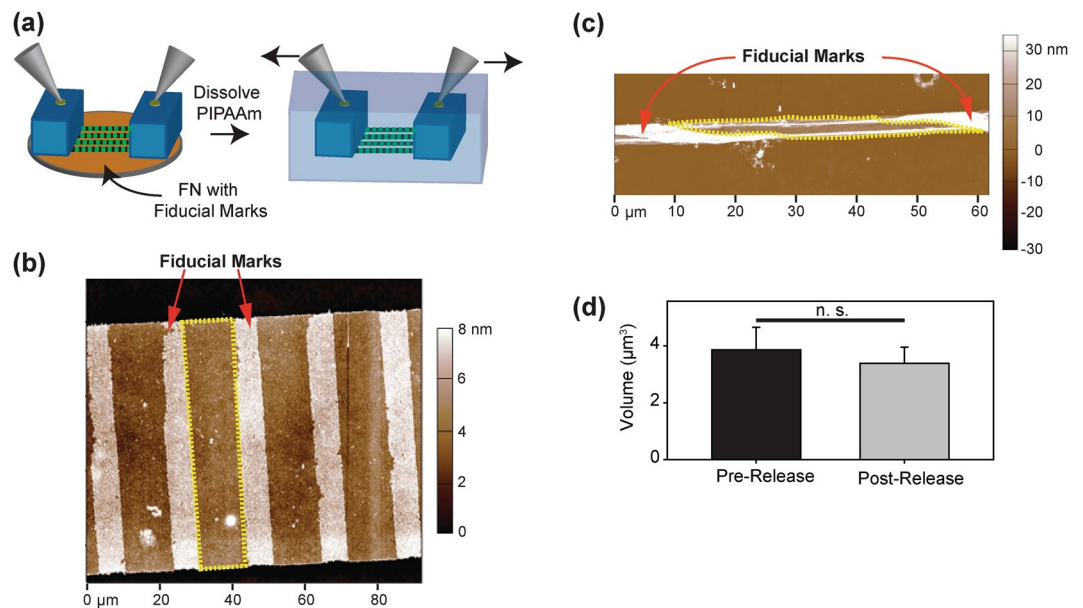 (a)
Dissolve
PIPAAm
FN with
Fiducial Marks
(b)
Fiducial Marks
8 nm
6
4
2
0
0 µm 20 40 60 80
(c)
Fiducial Marks
30 nm
20
10
0
-10
-20
-30
0 µm 10 20 30 40 50 60
(d)
n. s.
Volume (µm³)
4
2
0
Pre-Release Post-Release